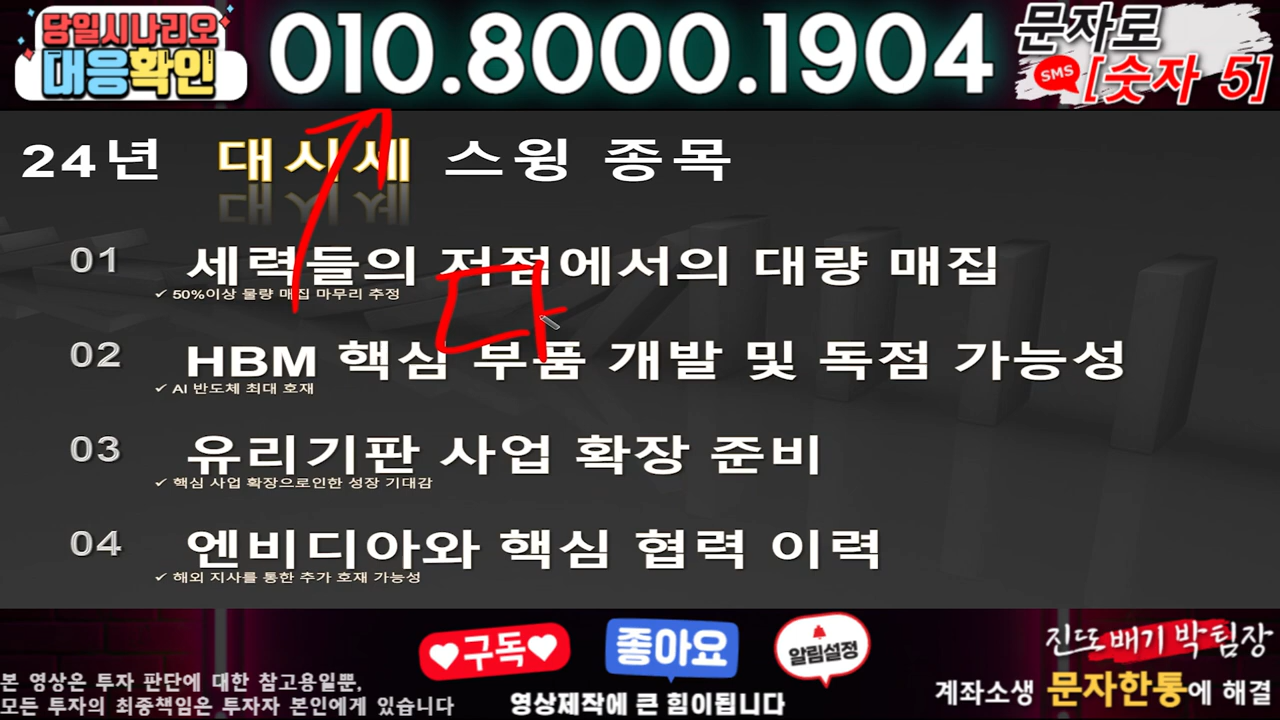 당일시나리오
대응확인
010.8000.1904
문자로
SMS
[숫자 5]
24년 대시세 스윙 종목
01 세력들의 저점에서의 대량 매집
✓ 50%이상 물량 매집 마무리 추정
02 HBM 핵심 부품 개발 및 독점 가능성
✓ AI 반도체 최대 호재
03 유리기판 사업 확장 준비
✓ 핵심 사업 확장으로인한 성장 기대감
04 엔비디아와 핵심 협력 이력
✓ 해외 지사를 통한 추가 호재 가능성
다
구독
좋아요
알림설정
영상제작에 큰 힘이됩니다
본 영상은 투자 판단에 대한 참고용일뿐,
모든 투자의 최종책임은 투자자 본인에게 있습니다
진또배기 박팀장
계좌소생 문자한통에 해결